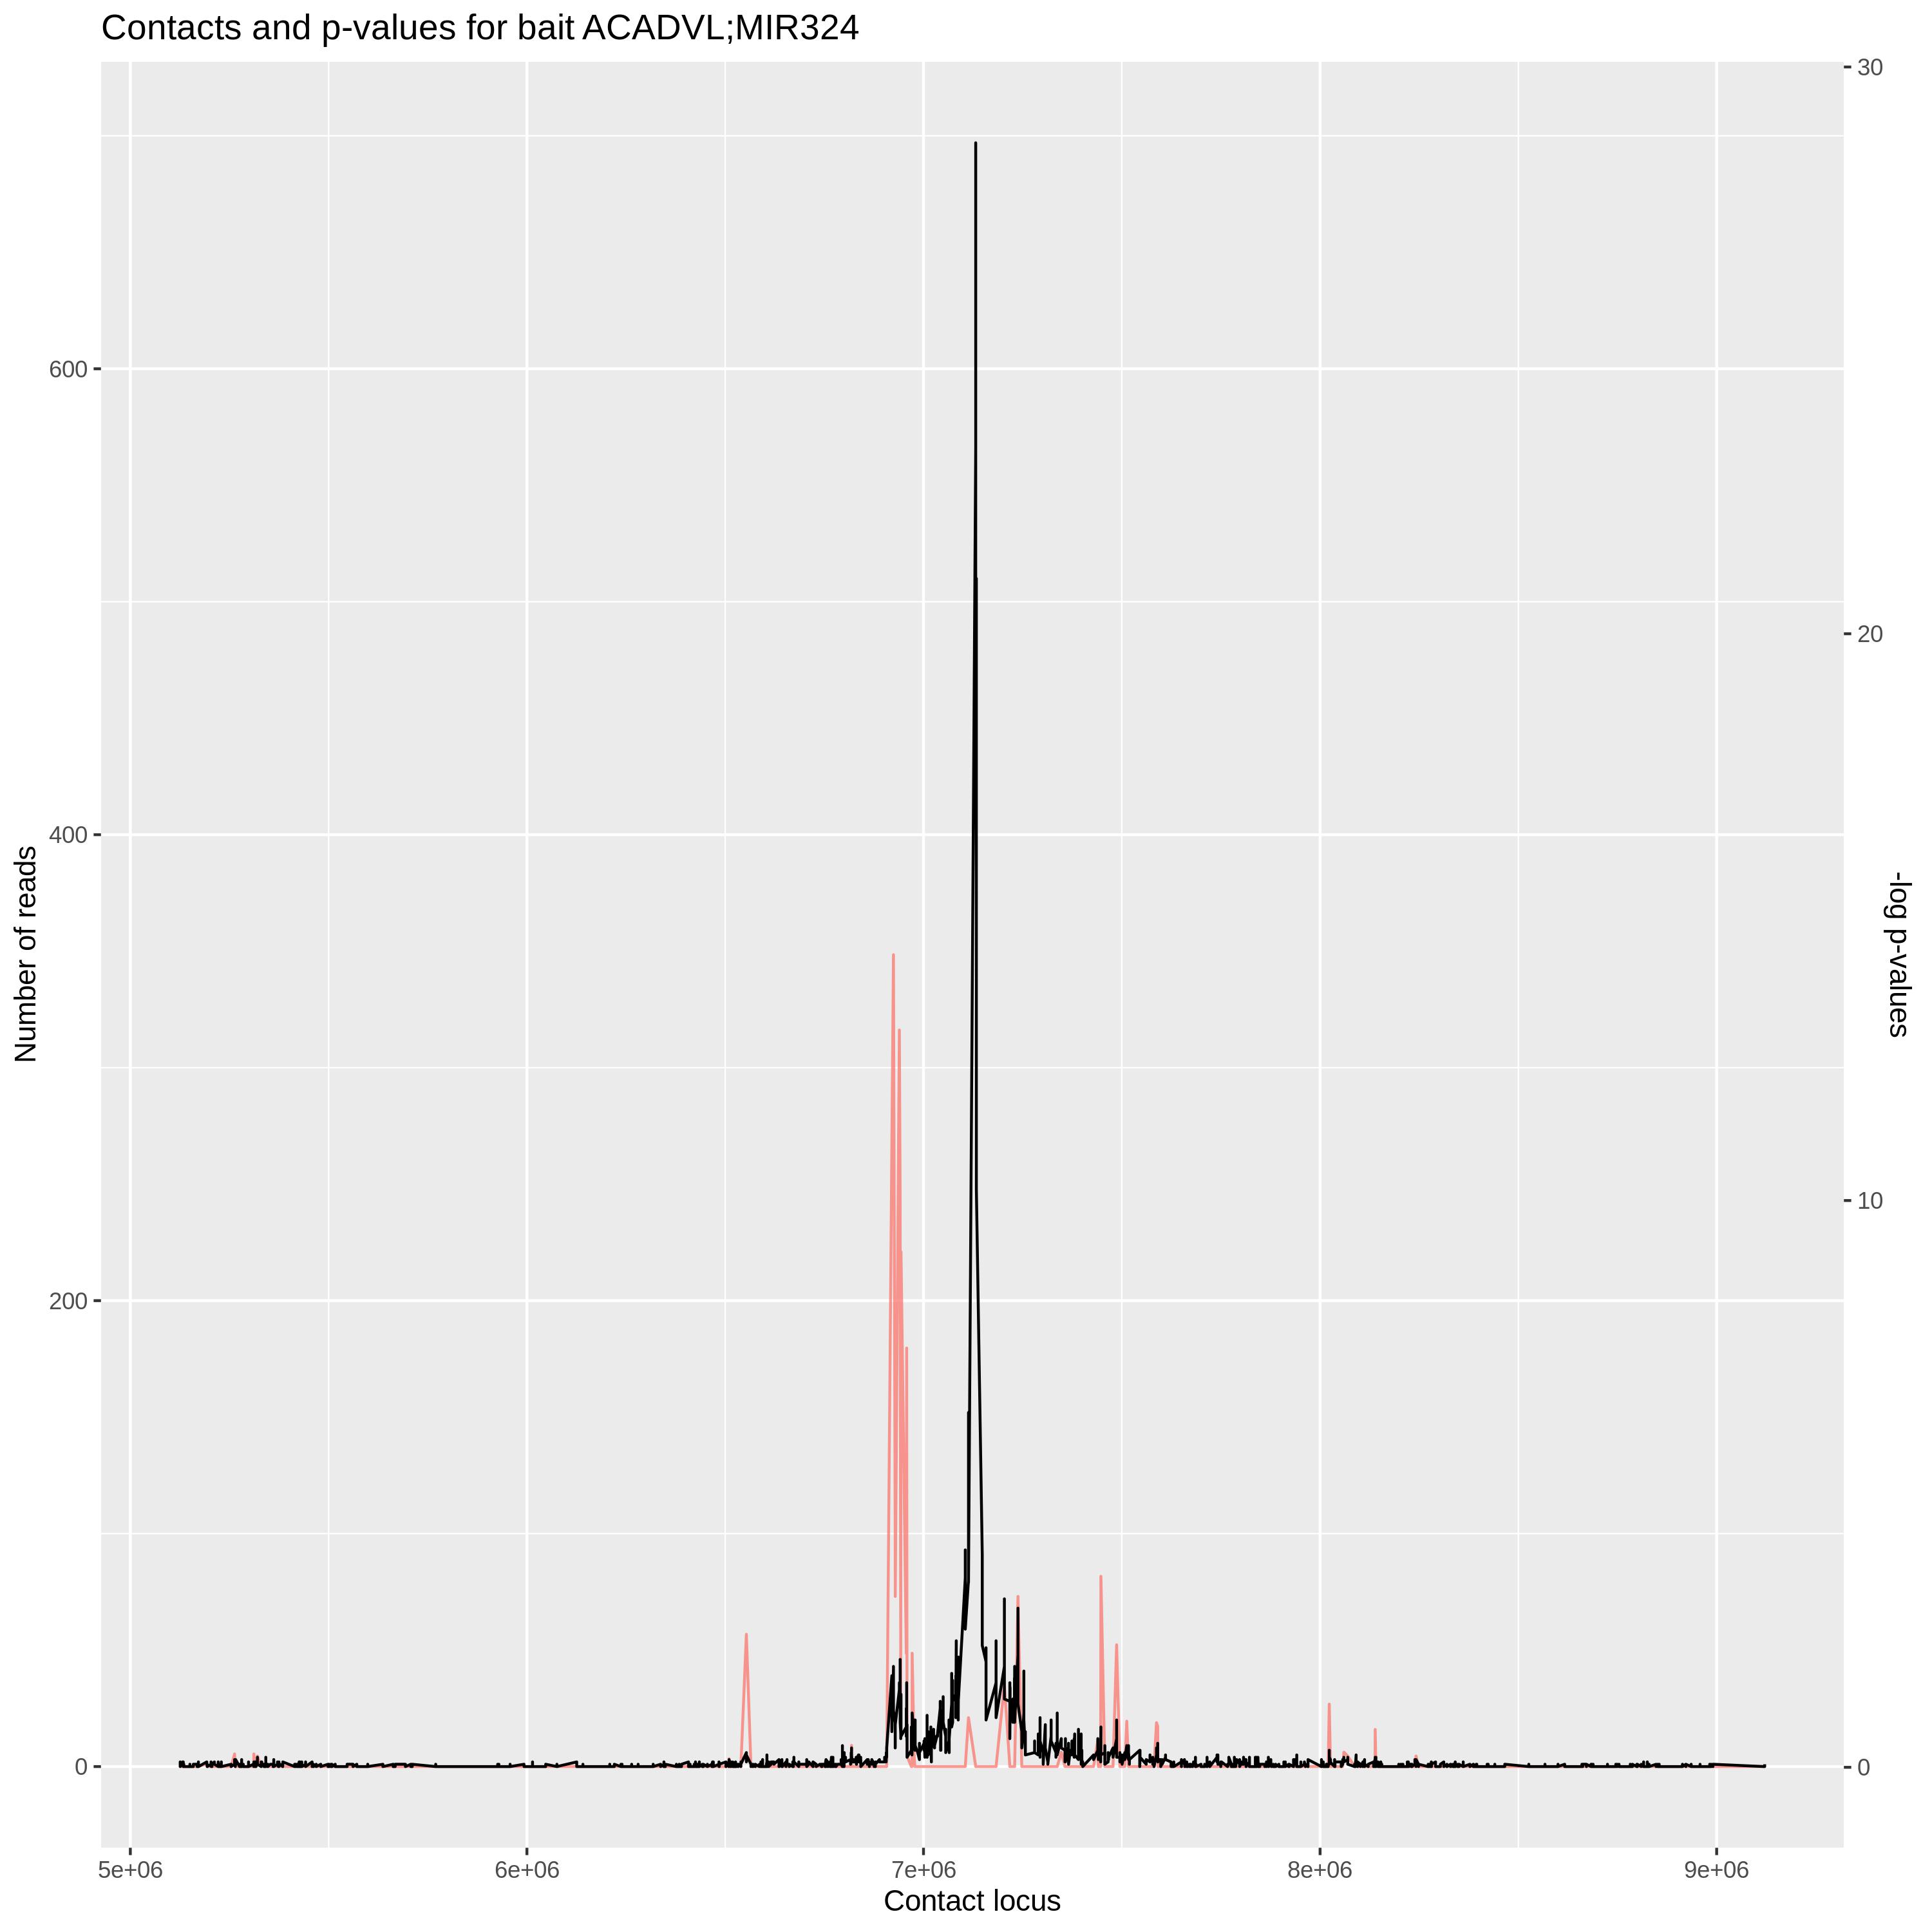 Contacts and p-values for bait ACADVL;MIR324
30
600
20
400
Number of reads
-log p-values
10
200
0
0
5e+06
6e+06
7e+06
8e+06
9e+06
Contact locus